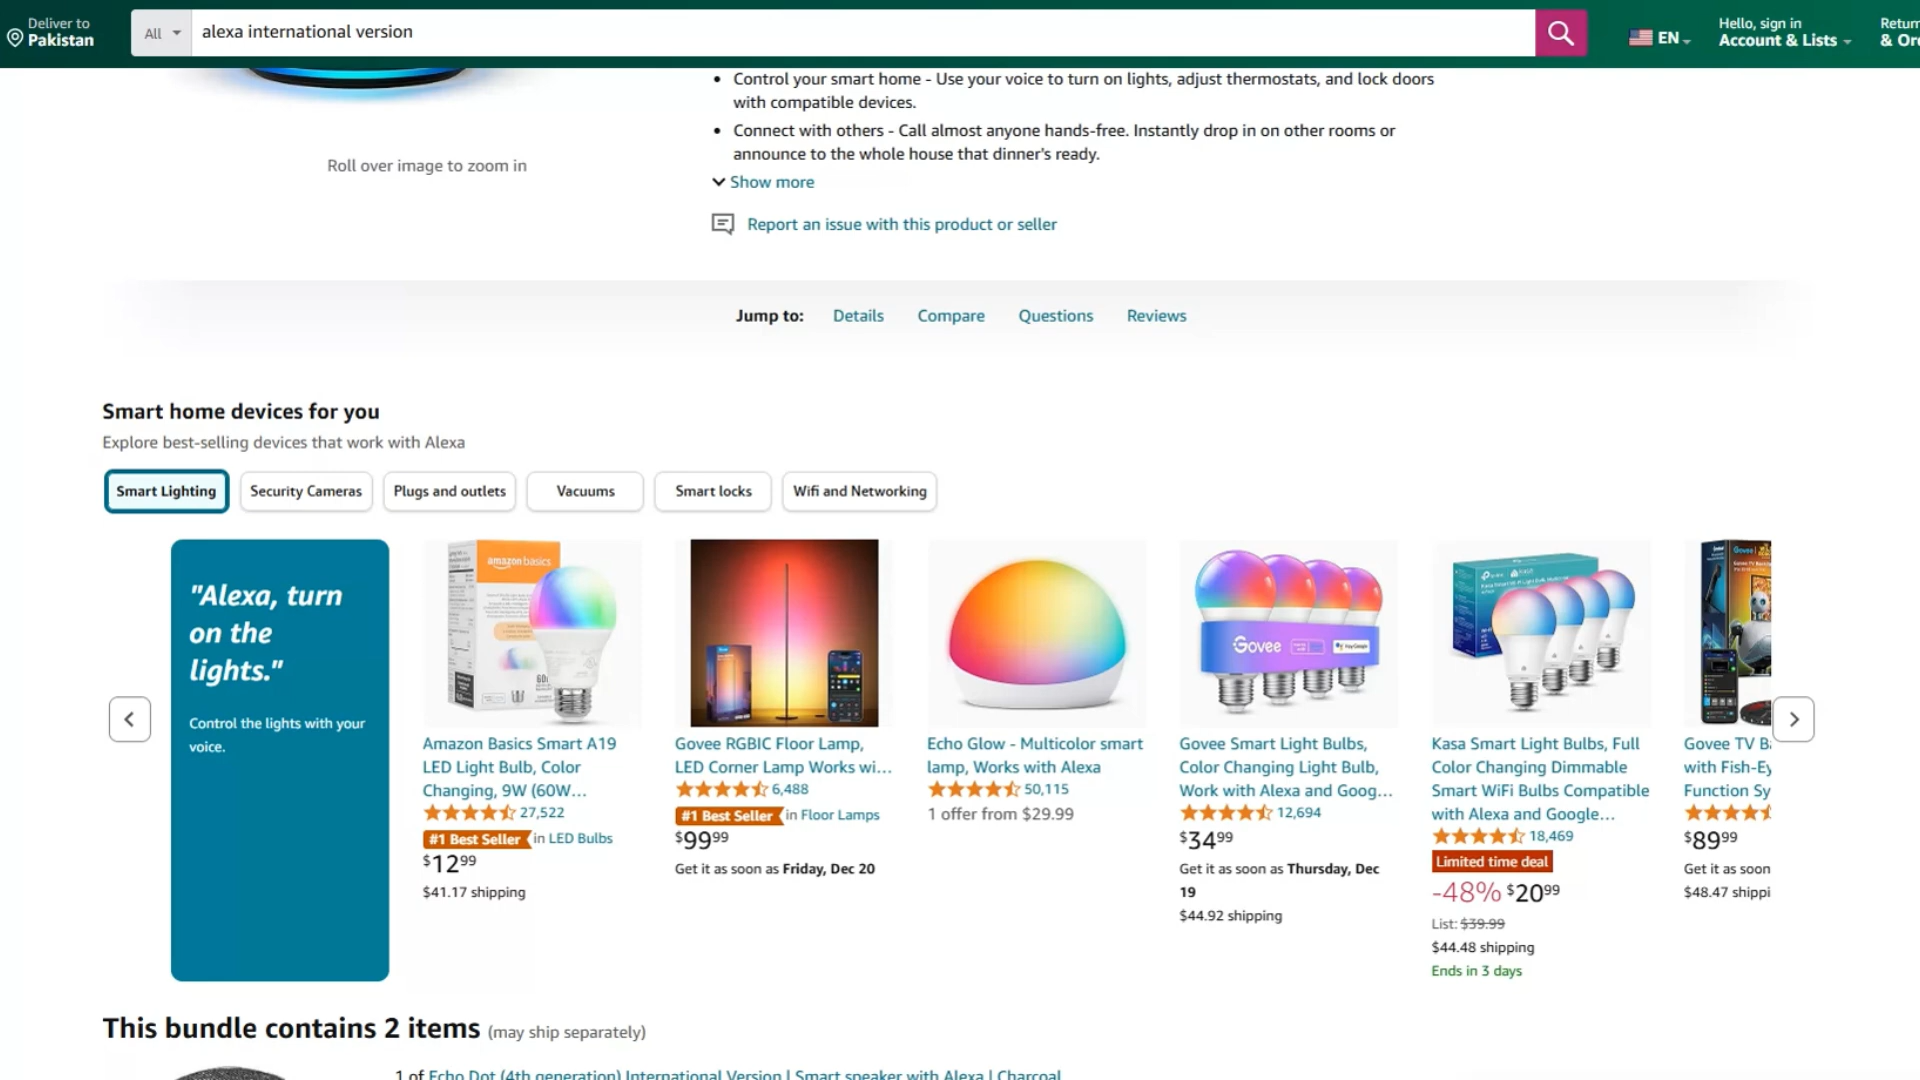 Deliver to
Pakistan
All
alexa international version
EN
Hello, sign in
Account & Lists
Return
& Or
• Control your smart home - Use your voice to turn on lights, adjust thermostats, and lock doors
with compatible devices.
• Connect with others - Call almost anyone hands-free. Instantly drop in on other rooms or
announce to the whole house that dinner's ready.
Roll over image to zoom in
Show more
Report an issue with this product or seller
Jump to: Details Compare Questions Reviews
Smart home devices for you
Explore best-selling devices that work with Alexa
Smart Lighting Security Cameras Plugs and outlets Vacuums Smart locks Wifi and Networking
"Alexa, turn
on the
lights."
Control the lights with your
voice.
amazon basics
Amazon Basics Smart A19
LED Light Bulb, Color
Changing, 9W (60W...
27,522
#1 Best Seller in LED Bulbs
$12.99
$41.17 shipping
Govee RGBIC Floor Lamp,
LED Corner Lamp Works wi...
6,488
#1 Best Seller in Floor Lamps
$99.99
Get it as soon as Friday, Dec 20
Echo Glow - Multicolor smart
lamp, Works with Alexa
50,115
1 offer from $29.99
Govee
Govee Smart Light Bulbs,
Color Changing Light Bulb,
Work with Alexa and Goog...
12,694
$34.99
Get it as soon as Thursday, Dec
19
$44.92 shipping
Kasa Smart Light Bulbs, Full
Color Changing Dimmable
Smart WiFi Bulbs Compatible
with Alexa and Google...
18,469
Limited time deal
-48% $20.99
List: $39.99
$44.48 shipping
Ends in 3 days
Govee
Govee TV B
with Fish-Ey
Function Sy
$89.99
Get it as soon
$48.47 shippi
This bundle contains 2 items (may ship separately)
1 of Echo Dot (4th generation) International Version | Smart speaker with Alexa | Charcoal